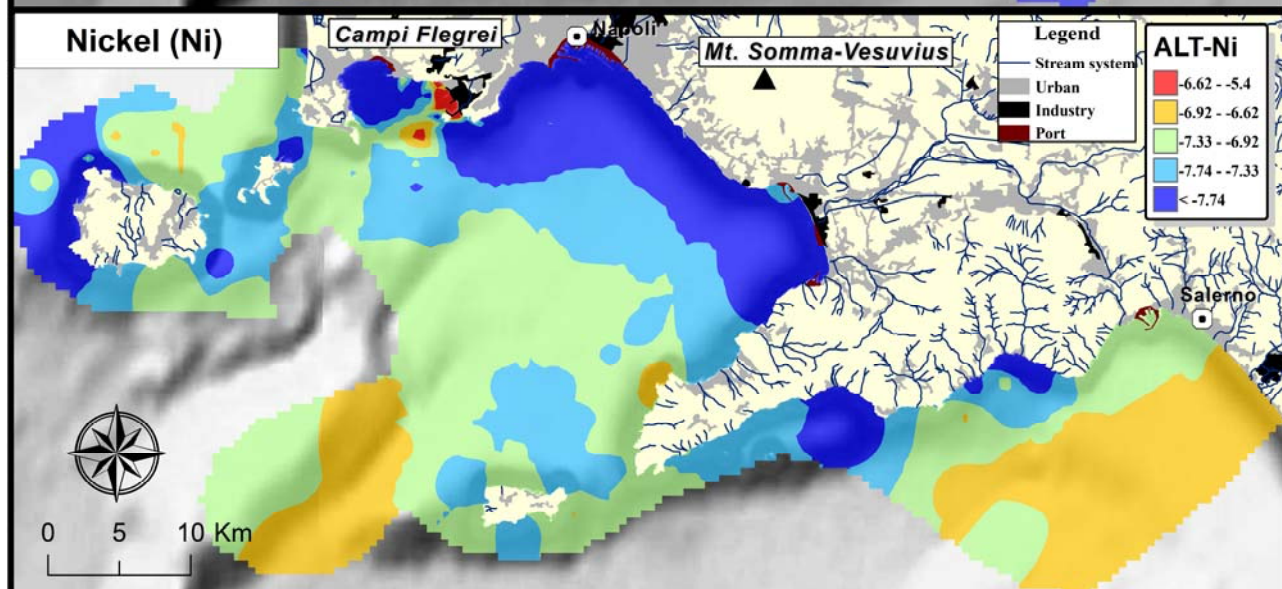 Nickel (Ni)
Campi Flegrei
Napoli
Mt. Somma-Vesuvius
Legend
Stream system
Urban
Industry
Port
ALT-Ni
-6.62 - -5.4
-6.92 - -6.62
-7.33 - -6.92
-7.74 - -7.33
< -7.74
Salerno
0 5 10 Km